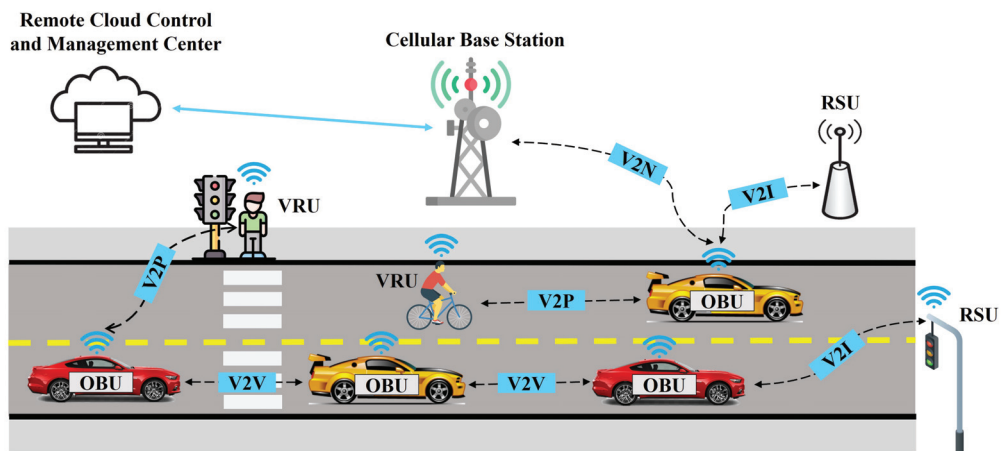 Remote Cloud Control
and Management Center
Cellular Base Station
RSU
V2N
V2I
VRU
V2P
VRU
V2P
OBU
RSU
V2I
OBU
V2V
OBU
V2V
OBU